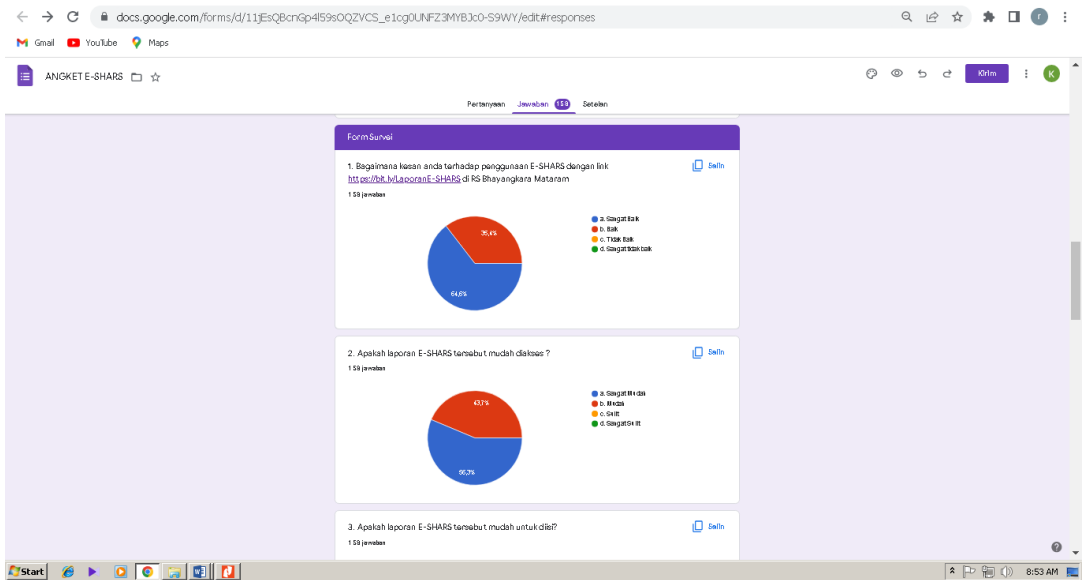 docs.google.com/forms/d/11jEsQBcnGp4l59sOQZVCS_e1cg0UNFZ3MYBJc0-S9WY/edit#responses
r
Gmail YouTube Maps
ANGKET E-SHARS
Kirim
K
Pertanyaan Jawaban 158 Setelan
Form Survei
1. Bagaimana kesan anda terhadap penggunaan E-SHARS dengan link
https://bit.ly/LaporanE-SHARS di RS Bhayangkara Mataram
Salin
158 jawaban
a. Sangat Baik
b. Baik
c. Tidak Baik
d. Sangat tidak baik
35,4%
64,6%
2. Apakah laporan E-SHARS tersebut mudah diakses ?
Salin
158 jawaban
a. Sangat Mudah
b. Mudah
c. Sulit
d. Sangat Sulit
43,7%
56,3%
3. Apakah laporan E-SHARS tersebut mudah untuk diisi?
Salin
158 jawaban
Start
8:53 AM